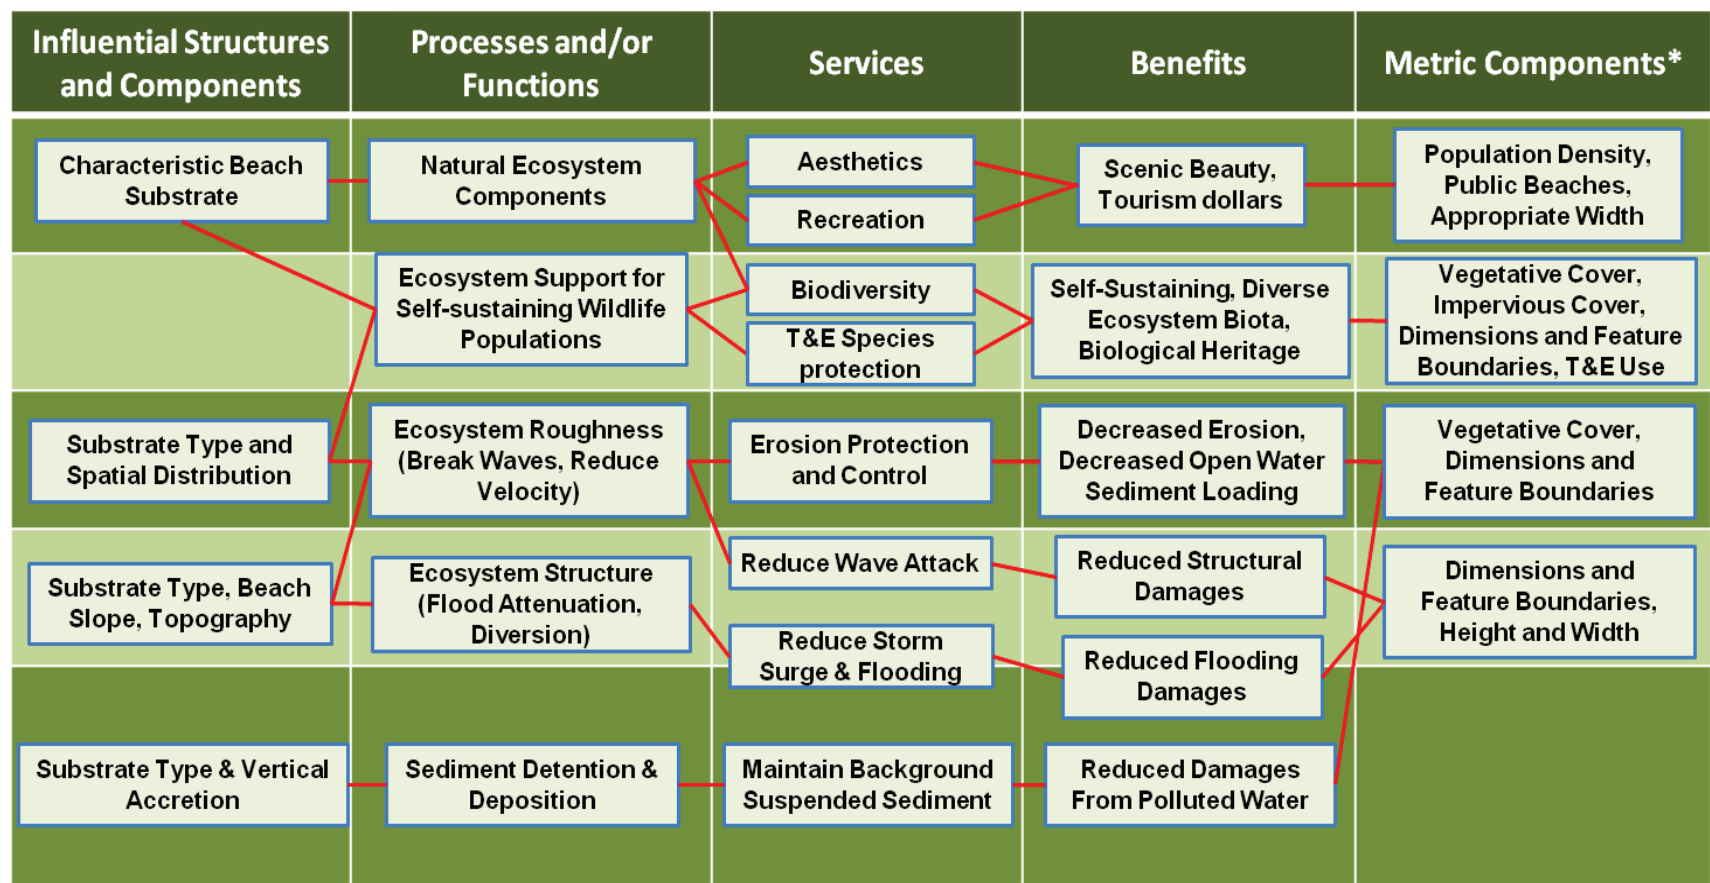 Influential Structures
and Components
Processes and/or
Functions
Services
Benefits
Metric Components*
Characteristic Beach
Substrate
Natural Ecosystem
Components
Aesthetics
Recreation
Scenic Beauty,
Tourism dollars
Population Density,
Public Beaches,
Appropriate Width
Ecosystem Support for
Self-sustaining Wildlife
Populations
Biodiversity
T&E Species
protection
Self-Sustaining, Diverse
Ecosystem Biota,
Biological Heritage
Vegetative Cover,
Impervious Cover,
Dimensions and Feature
Boundaries, T&E Use
Substrate Type and
Spatial Distribution
Ecosystem Roughness
(Break Waves, Reduce
Velocity)
Erosion Protection
and Control
Decreased Erosion,
Decreased Open Water
Sediment Loading
Vegetative Cover,
Dimensions and
Feature Boundaries
Substrate Type, Beach
Slope, Topography
Ecosystem Structure
(Flood Attenuation,
Diversion)
Reduce Wave Attack
Reduce Storm
Surge & Flooding
Reduced Structural
Damages
Reduced Flooding
Damages
Dimensions and
Feature Boundaries,
Height and Width
Substrate Type & Vertical
Accretion
Sediment Detention &
Deposition
Maintain Background
Suspended Sediment
Reduced Damages
From Polluted Water